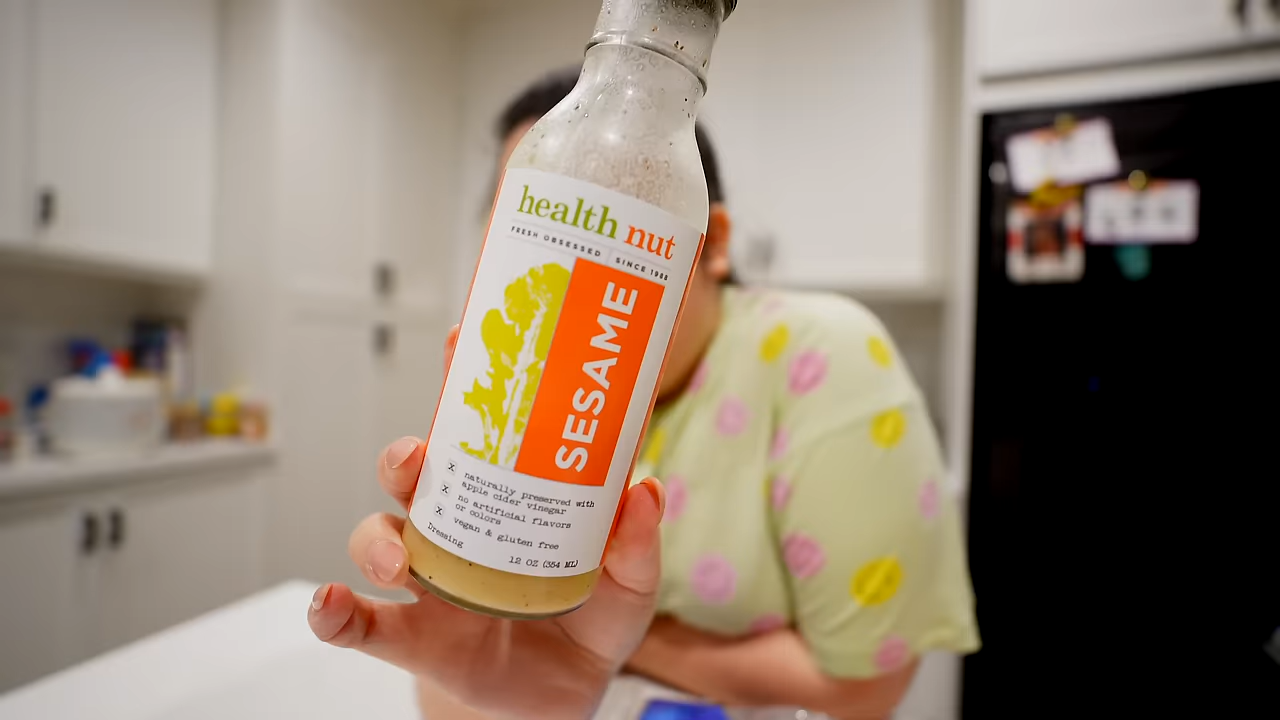 health nut
FRESH OBSESSED SINCE 1988
SESAME
x naturally preserved with
apple cider vinegar
x no artificial flavors
or colors
x vegan & gluten free
Dressing 12 OZ (354 ML)